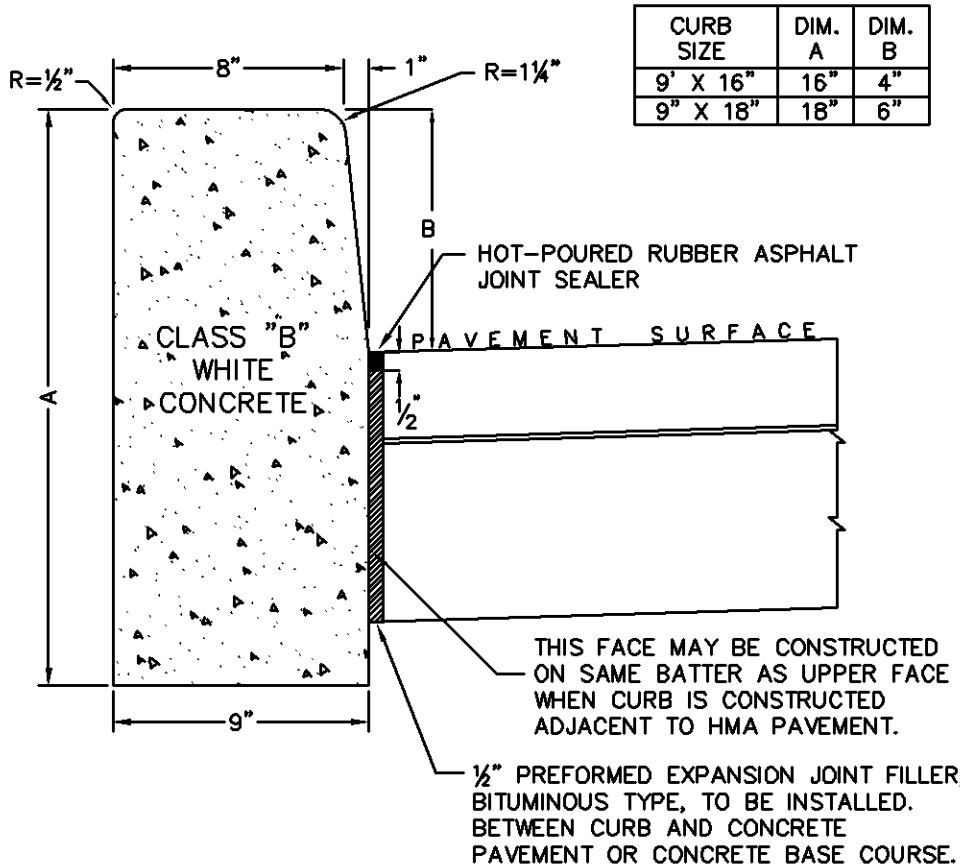 CURB SIZE DIM. A DIM. B
9' X 16" 16" 4"
9" X 18" 18" 6"
8"
1"
R=½"
R=1¼"
B
HOT-POURED RUBBER ASPHALT
JOINT SEALER
PAVEMENT SURFACE
CLASS "B"
WHITE
CONCRETE
A
½"
9"
THIS FACE MAY BE CONSTRUCTED
ON SAME BATTER AS UPPER FACE
WHEN CURB IS CONSTRUCTED
ADJACENT TO HMA PAVEMENT.
½" PREFORMED EXPANSION JOINT FILLER,
BITUMINOUS TYPE, TO BE INSTALLED.
BETWEEN CURB AND CONCRETE
PAVEMENT OR CONCRETE BASE COURSE.